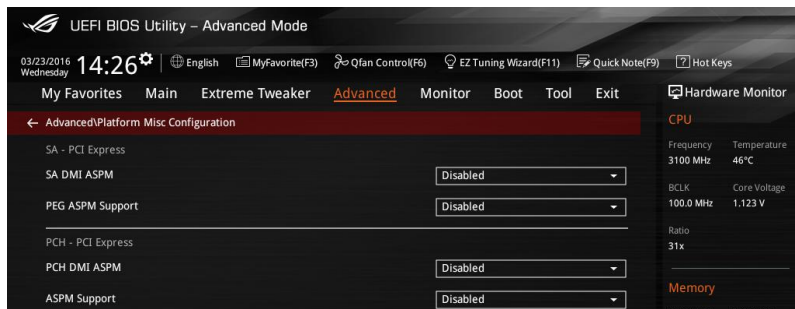 UEFI BIOS Utility – Advanced Mode
03/23/2016 Wednesday 14:26 English MyFavorite(F3) Qfan Control(F6) EZ Tuning Wizard(F11) Quick Note(F9) ? Hot Keys
My Favorites Main Extreme Tweaker Advanced Monitor Boot Tool Exit Hardware Monitor
← Advanced\Platform Misc Configuration
CPU
SA - PCI Express
Frequency Temperature
3100 MHz 46°C
SA DMI ASPM Disabled
BCLK Core Voltage
100.0 MHz 1.123 V
PEG ASPM Support Disabled
Ratio
31x
PCH - PCI Express
PCH DMI ASPM Disabled
Memory
ASPM Support Disabled